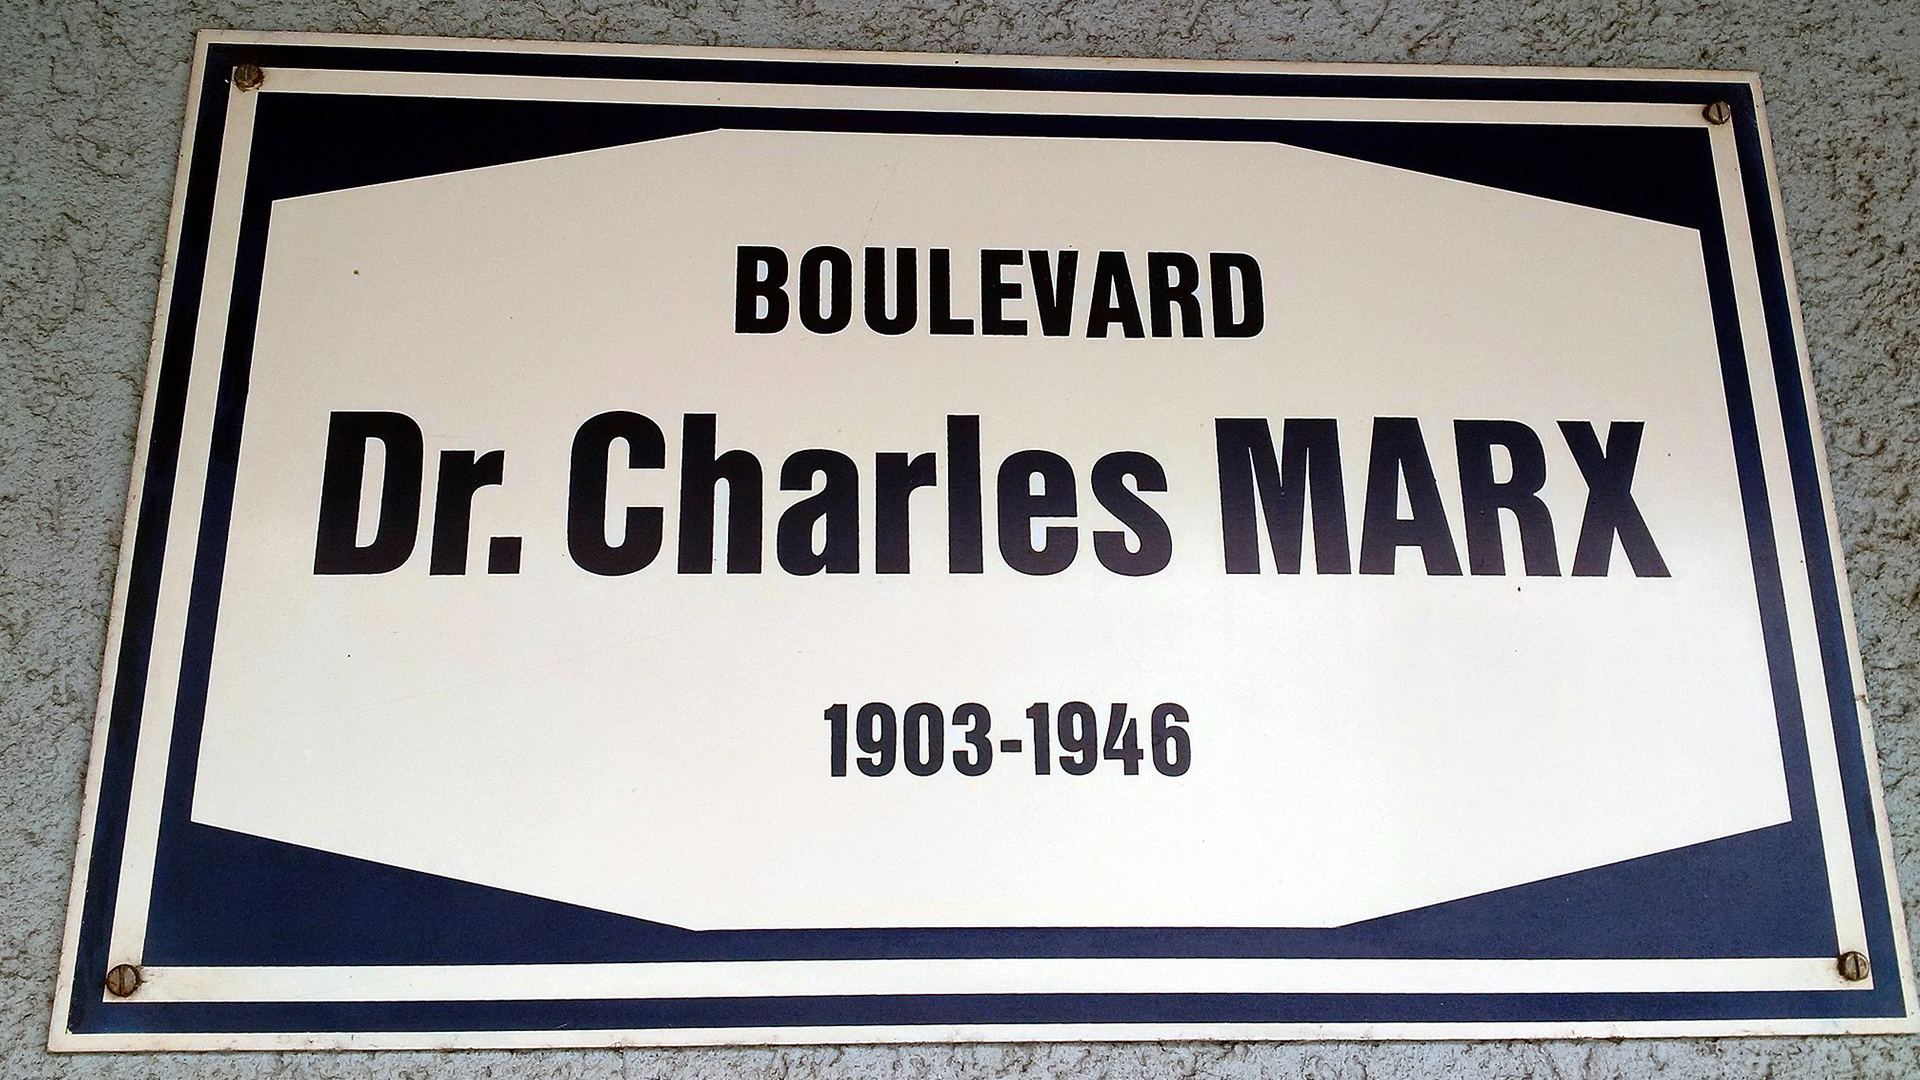 BOULEVARD
Dr. Charles MARX
1903-1946